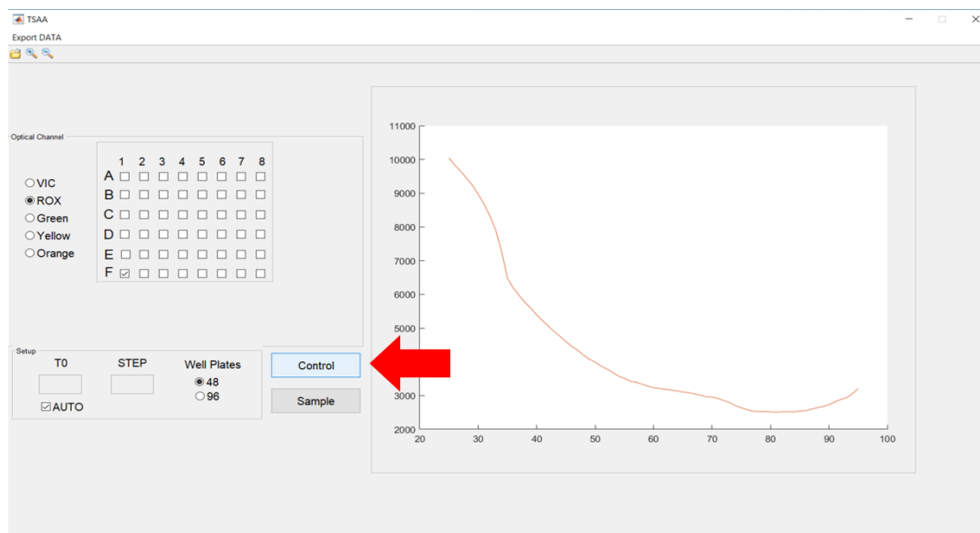 TSAA
Export DATA
Optical Channel
1 2 3 4 5 6 7 8
A
B
C
D
E
F
VIC
ROX
Green
Yellow
Orange
Setup
T0 STEP Well Plates
48
96
AUTO
Control
Sample
11000
10000
9000
8000
7000
6000
5000
3000
2000
20 30 40 50 60 70 80 90 100